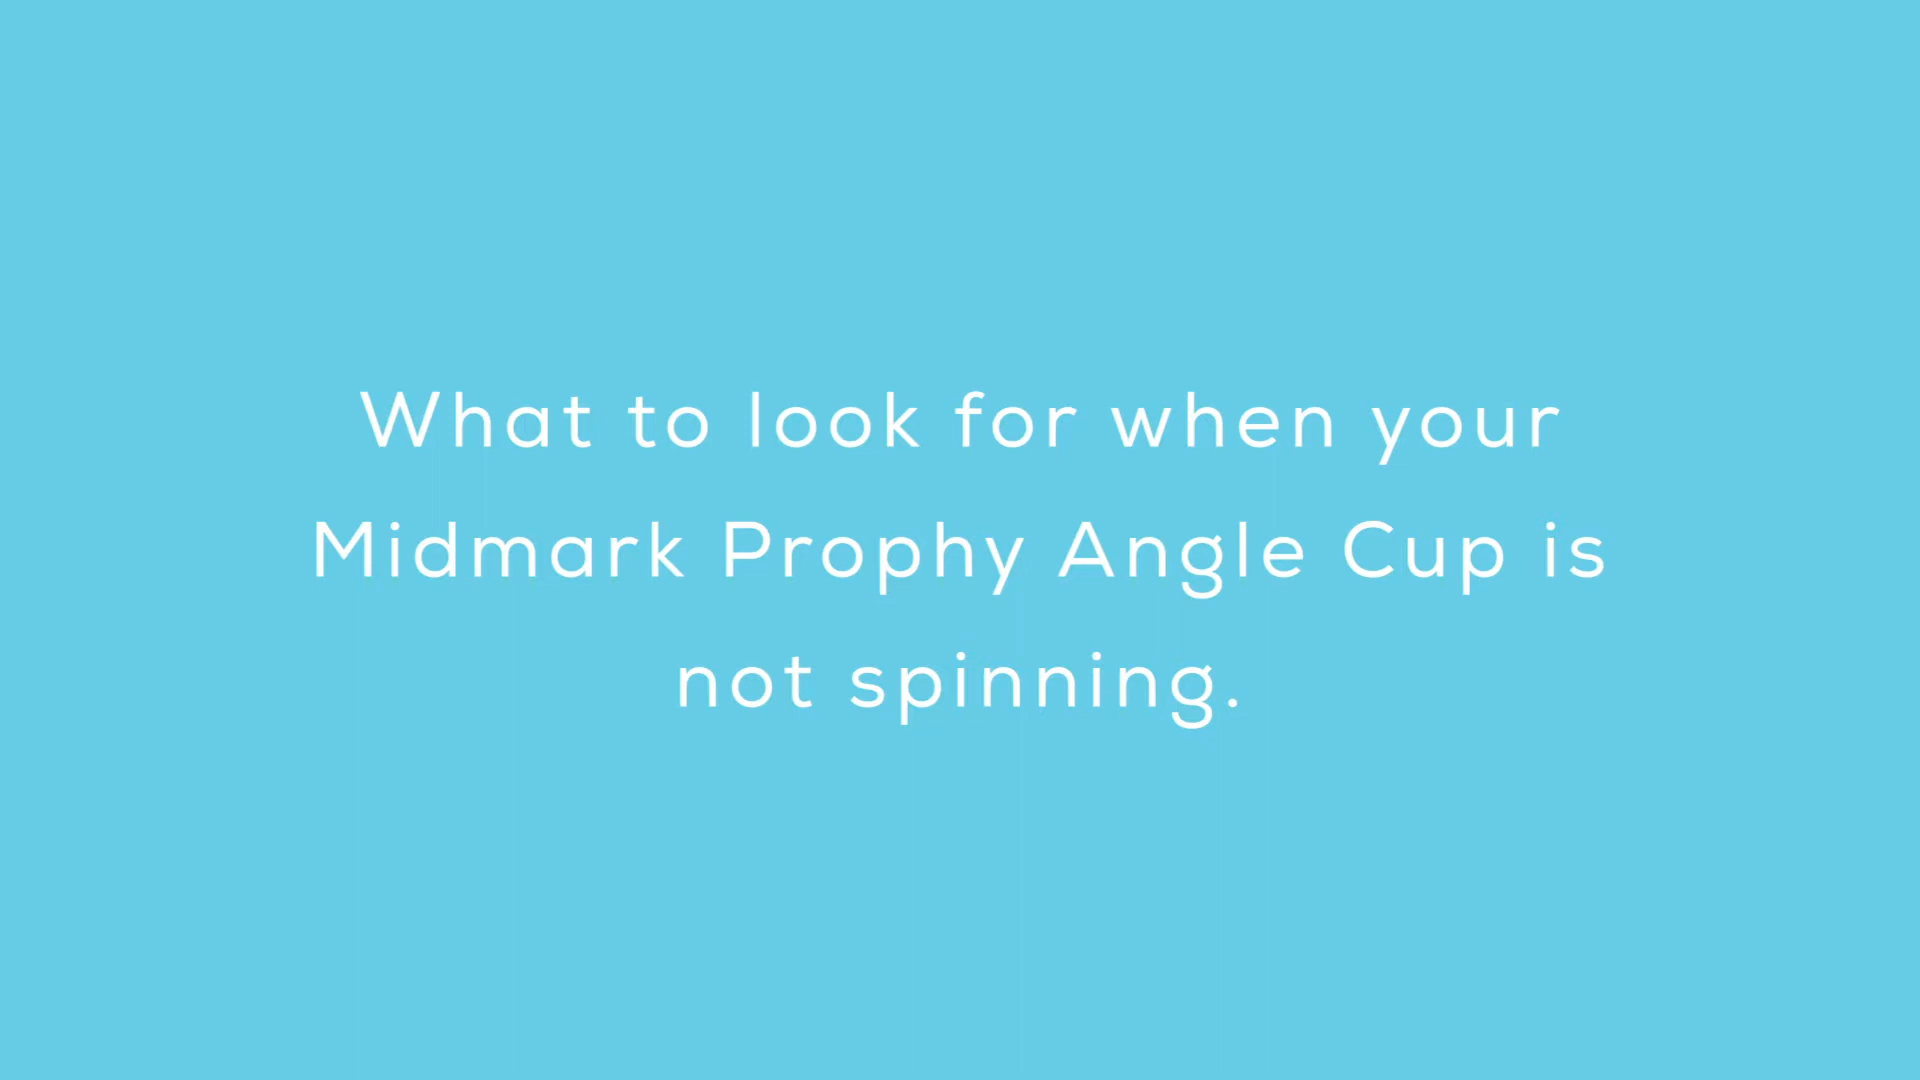 What to look for when your
Midmark Prophy Angle Cup is
not spinning.